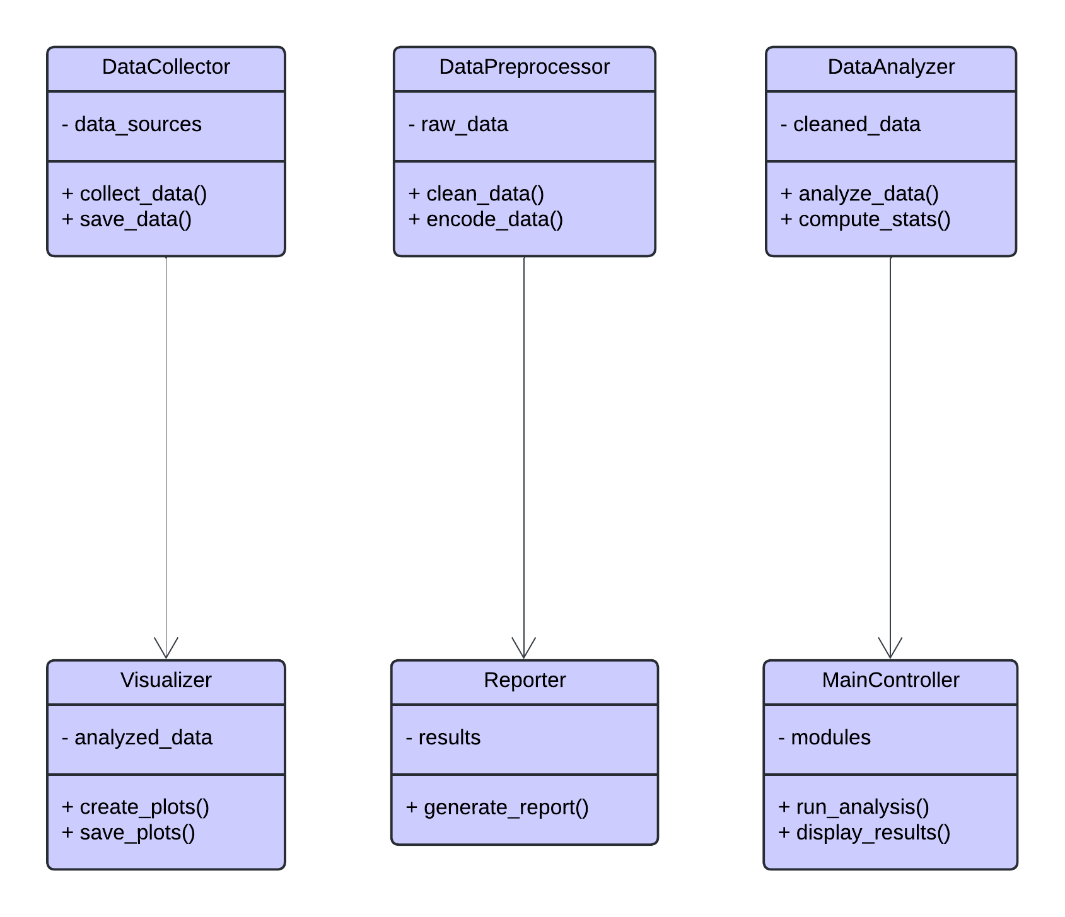 DataCollector
- data_sources
+ collect_data()
+ save_data()
DataPreprocessor
- raw_data
+ clean_data()
+ encode_data()
DataAnalyzer
- cleaned_data
+ analyze_data()
+ compute_stats()
Visualizer
- analyzed_data
+ create_plots()
+ save_plots()
Reporter
- results
+ generate_report()
MainController
- modules
+ run_analysis()
+ display_results()